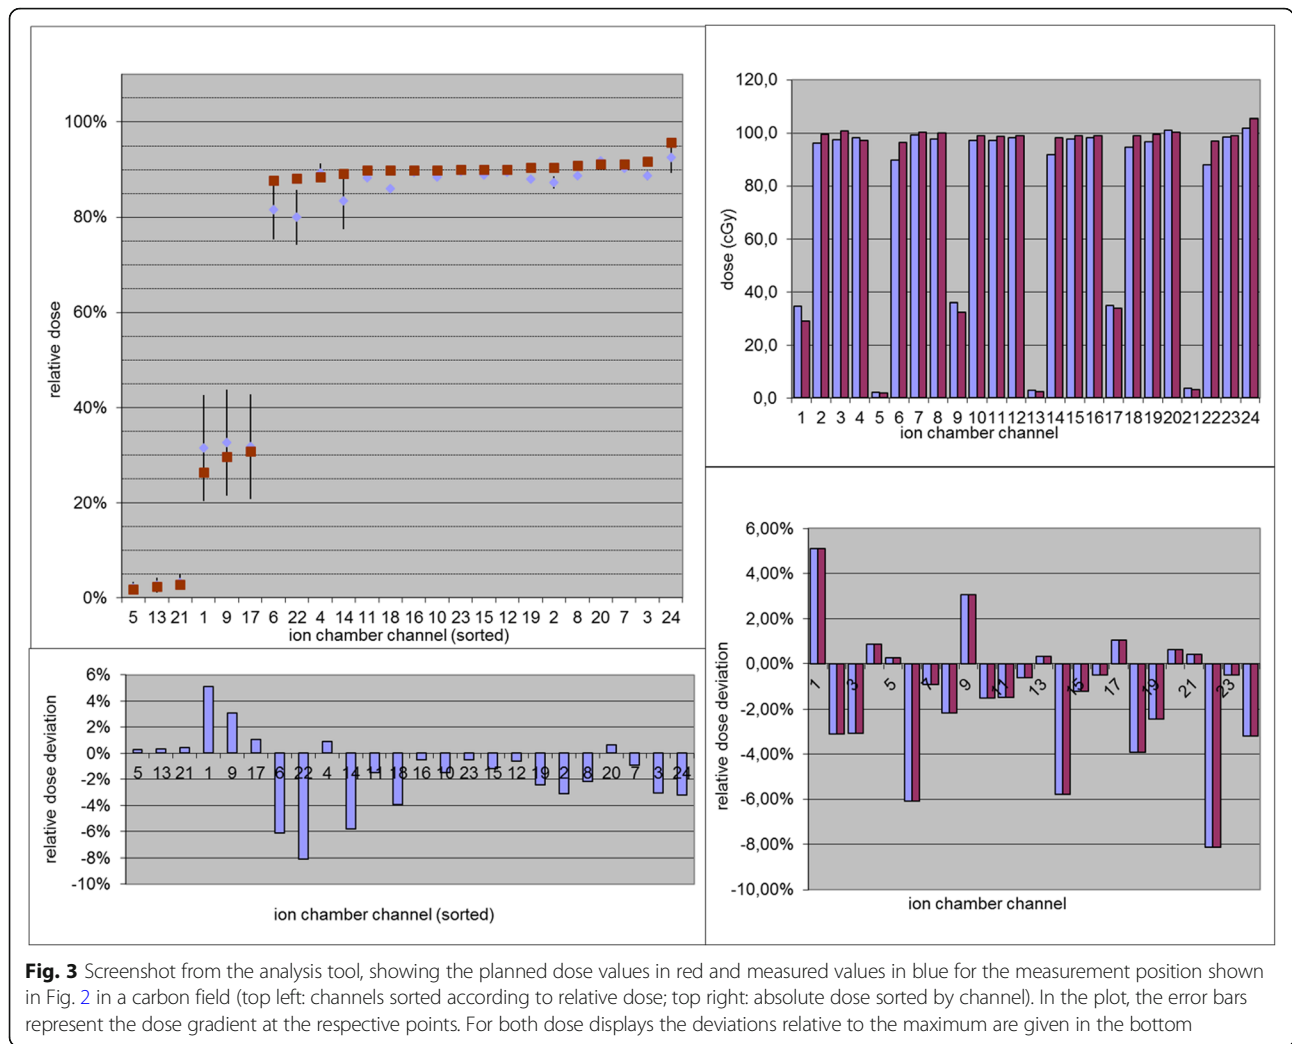 100%
80%
60%
40%
20%
0%
relative dose
5 13 21 1 9 17 6 22 4 14 11 18 16 10 23 15 12 19 2 8 20 7 3 24
ion chamber channel (sorted)
120,0
100,0
80,0
60,0
40,0
20,0
0,0
dose (cGy)
1 2 3 4 5 6 7 8 9 10 11 12 13 14 15 16 17 18 19 20 21 22 23 24
ion chamber channel
6%
4%
2%
0%
-2%
-4%
-6%
-8%
-10%
relative dose deviation
5 13 21 1 9 17 6 22 4 14 11 18 16 10 23 15 12 19 2 8 20 7 3 24
ion chamber channel (sorted)
6,00%
4,00%
2,00%
0,00%
-2,00%
-4,00%
-6,00%
-8,00%
-10,00%
relative dose deviation
1 3 5 7 9 11 13 15 17 19 21 23
ion chamber channel
Fig. 3 Screenshot from the analysis tool, showing the planned dose values in red and measured values in blue for the measurement position shown
in Fig. 2 in a carbon field (top left: channels sorted according to relative dose; top right: absolute dose sorted by channel). In the plot, the error bars
represent the dose gradient at the respective points. For both dose displays the deviations relative to the maximum are given in the bottom